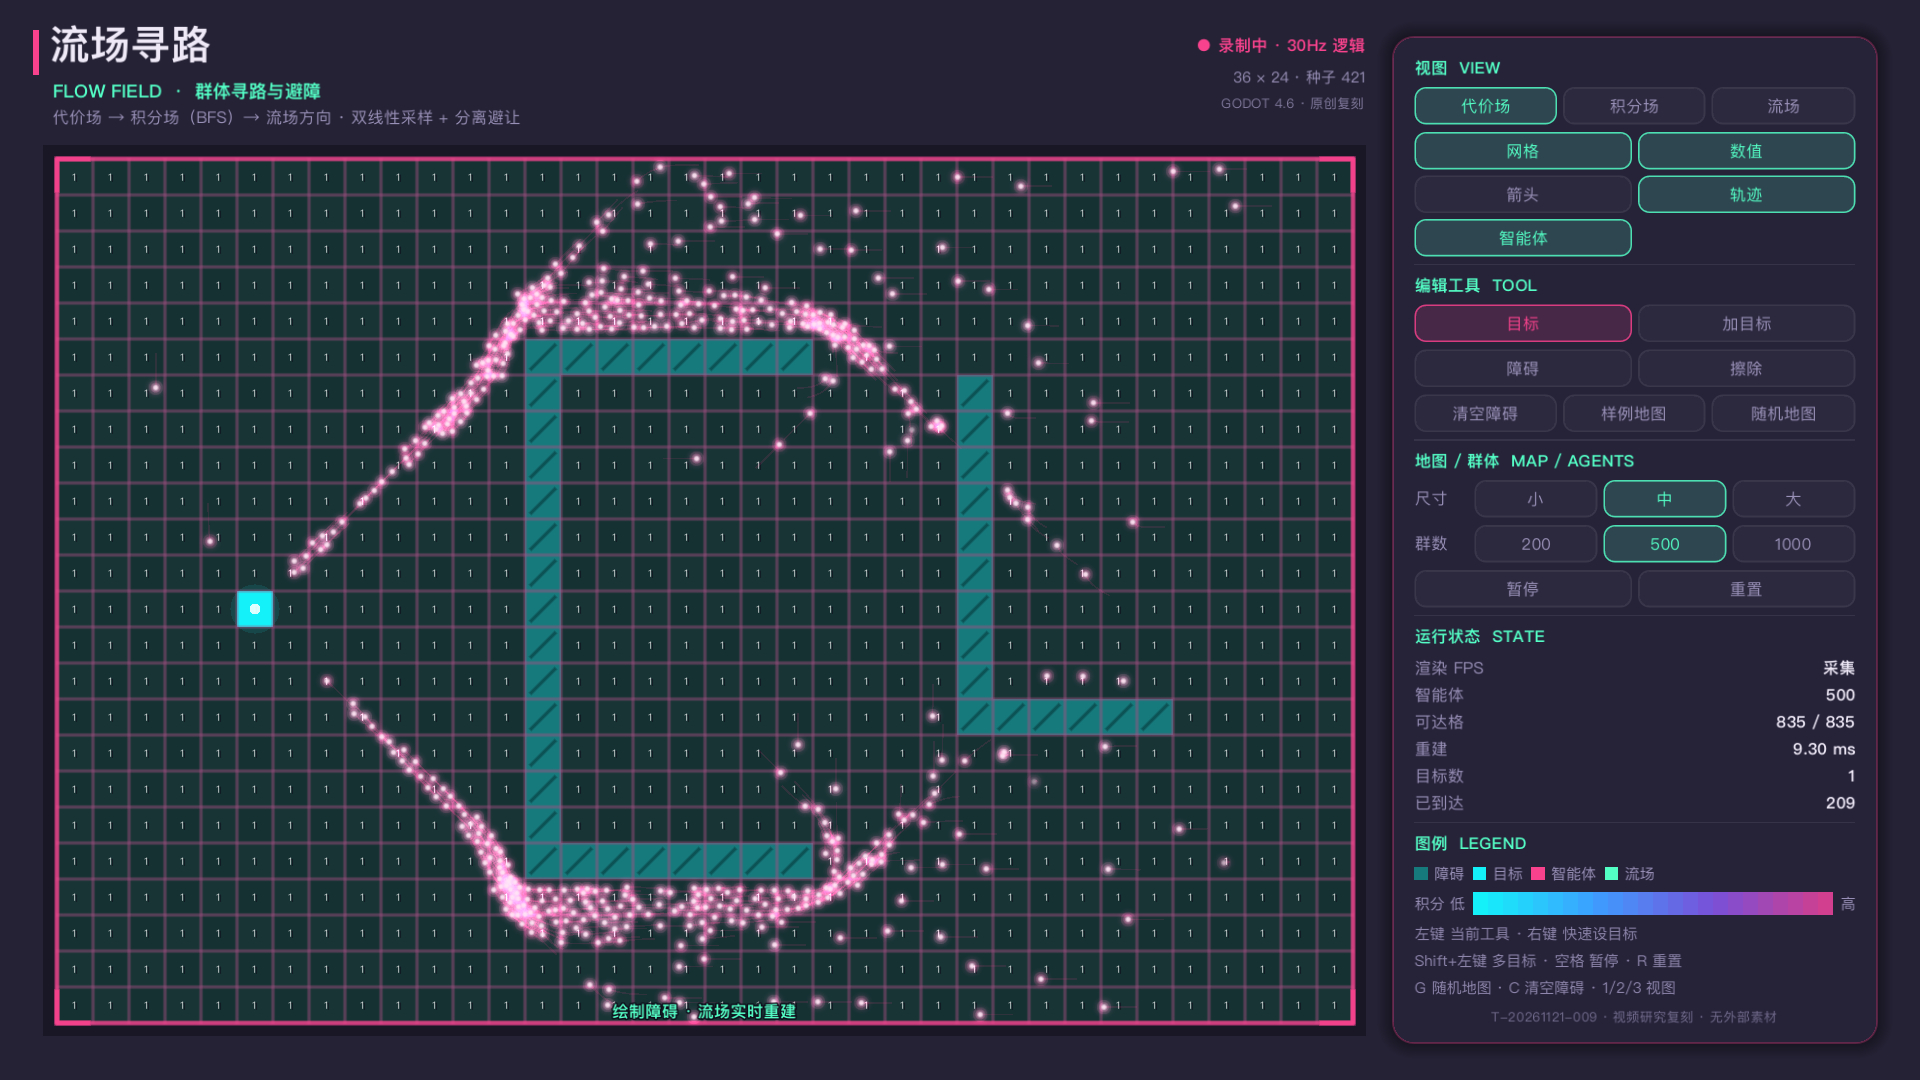 流场寻路
FLOW FIELD · 群体寻路与避障
代价场 → 积分场（BFS）→ 流场方向 · 双线性采样 + 分离避让
录制中 · 30Hz 逻辑
36 × 24 · 种子 421
GODOT 4.6 · 原创复刻
绘制障碍 · 流场实时重建
视图 VIEW
代价场 积分场 流场
网格 数值
箭头 轨迹
智能体
编辑工具 TOOL
目标 加目标
障碍 擦除
清空障碍 样例地图 随机地图
地图 / 群体 MAP / AGENTS
尺寸 小 中 大
群数 200 500 1000
暂停 重置
运行状态 STATE
渲染 FPS 采集
智能体 500
可达格 835 / 835
重建 9.30 ms
目标数 1
已到达 209
图例 LEGEND
障碍 目标 智能体 流场
积分 低 高
左键 当前工具 · 右键 快速设目标
Shift+左键 多目标 · 空格 暂停 · R 重置
G 随机地图 · C 清空障碍 · 1/2/3 视图
T-20261121-009 · 视频研究复刻 · 无外部素材